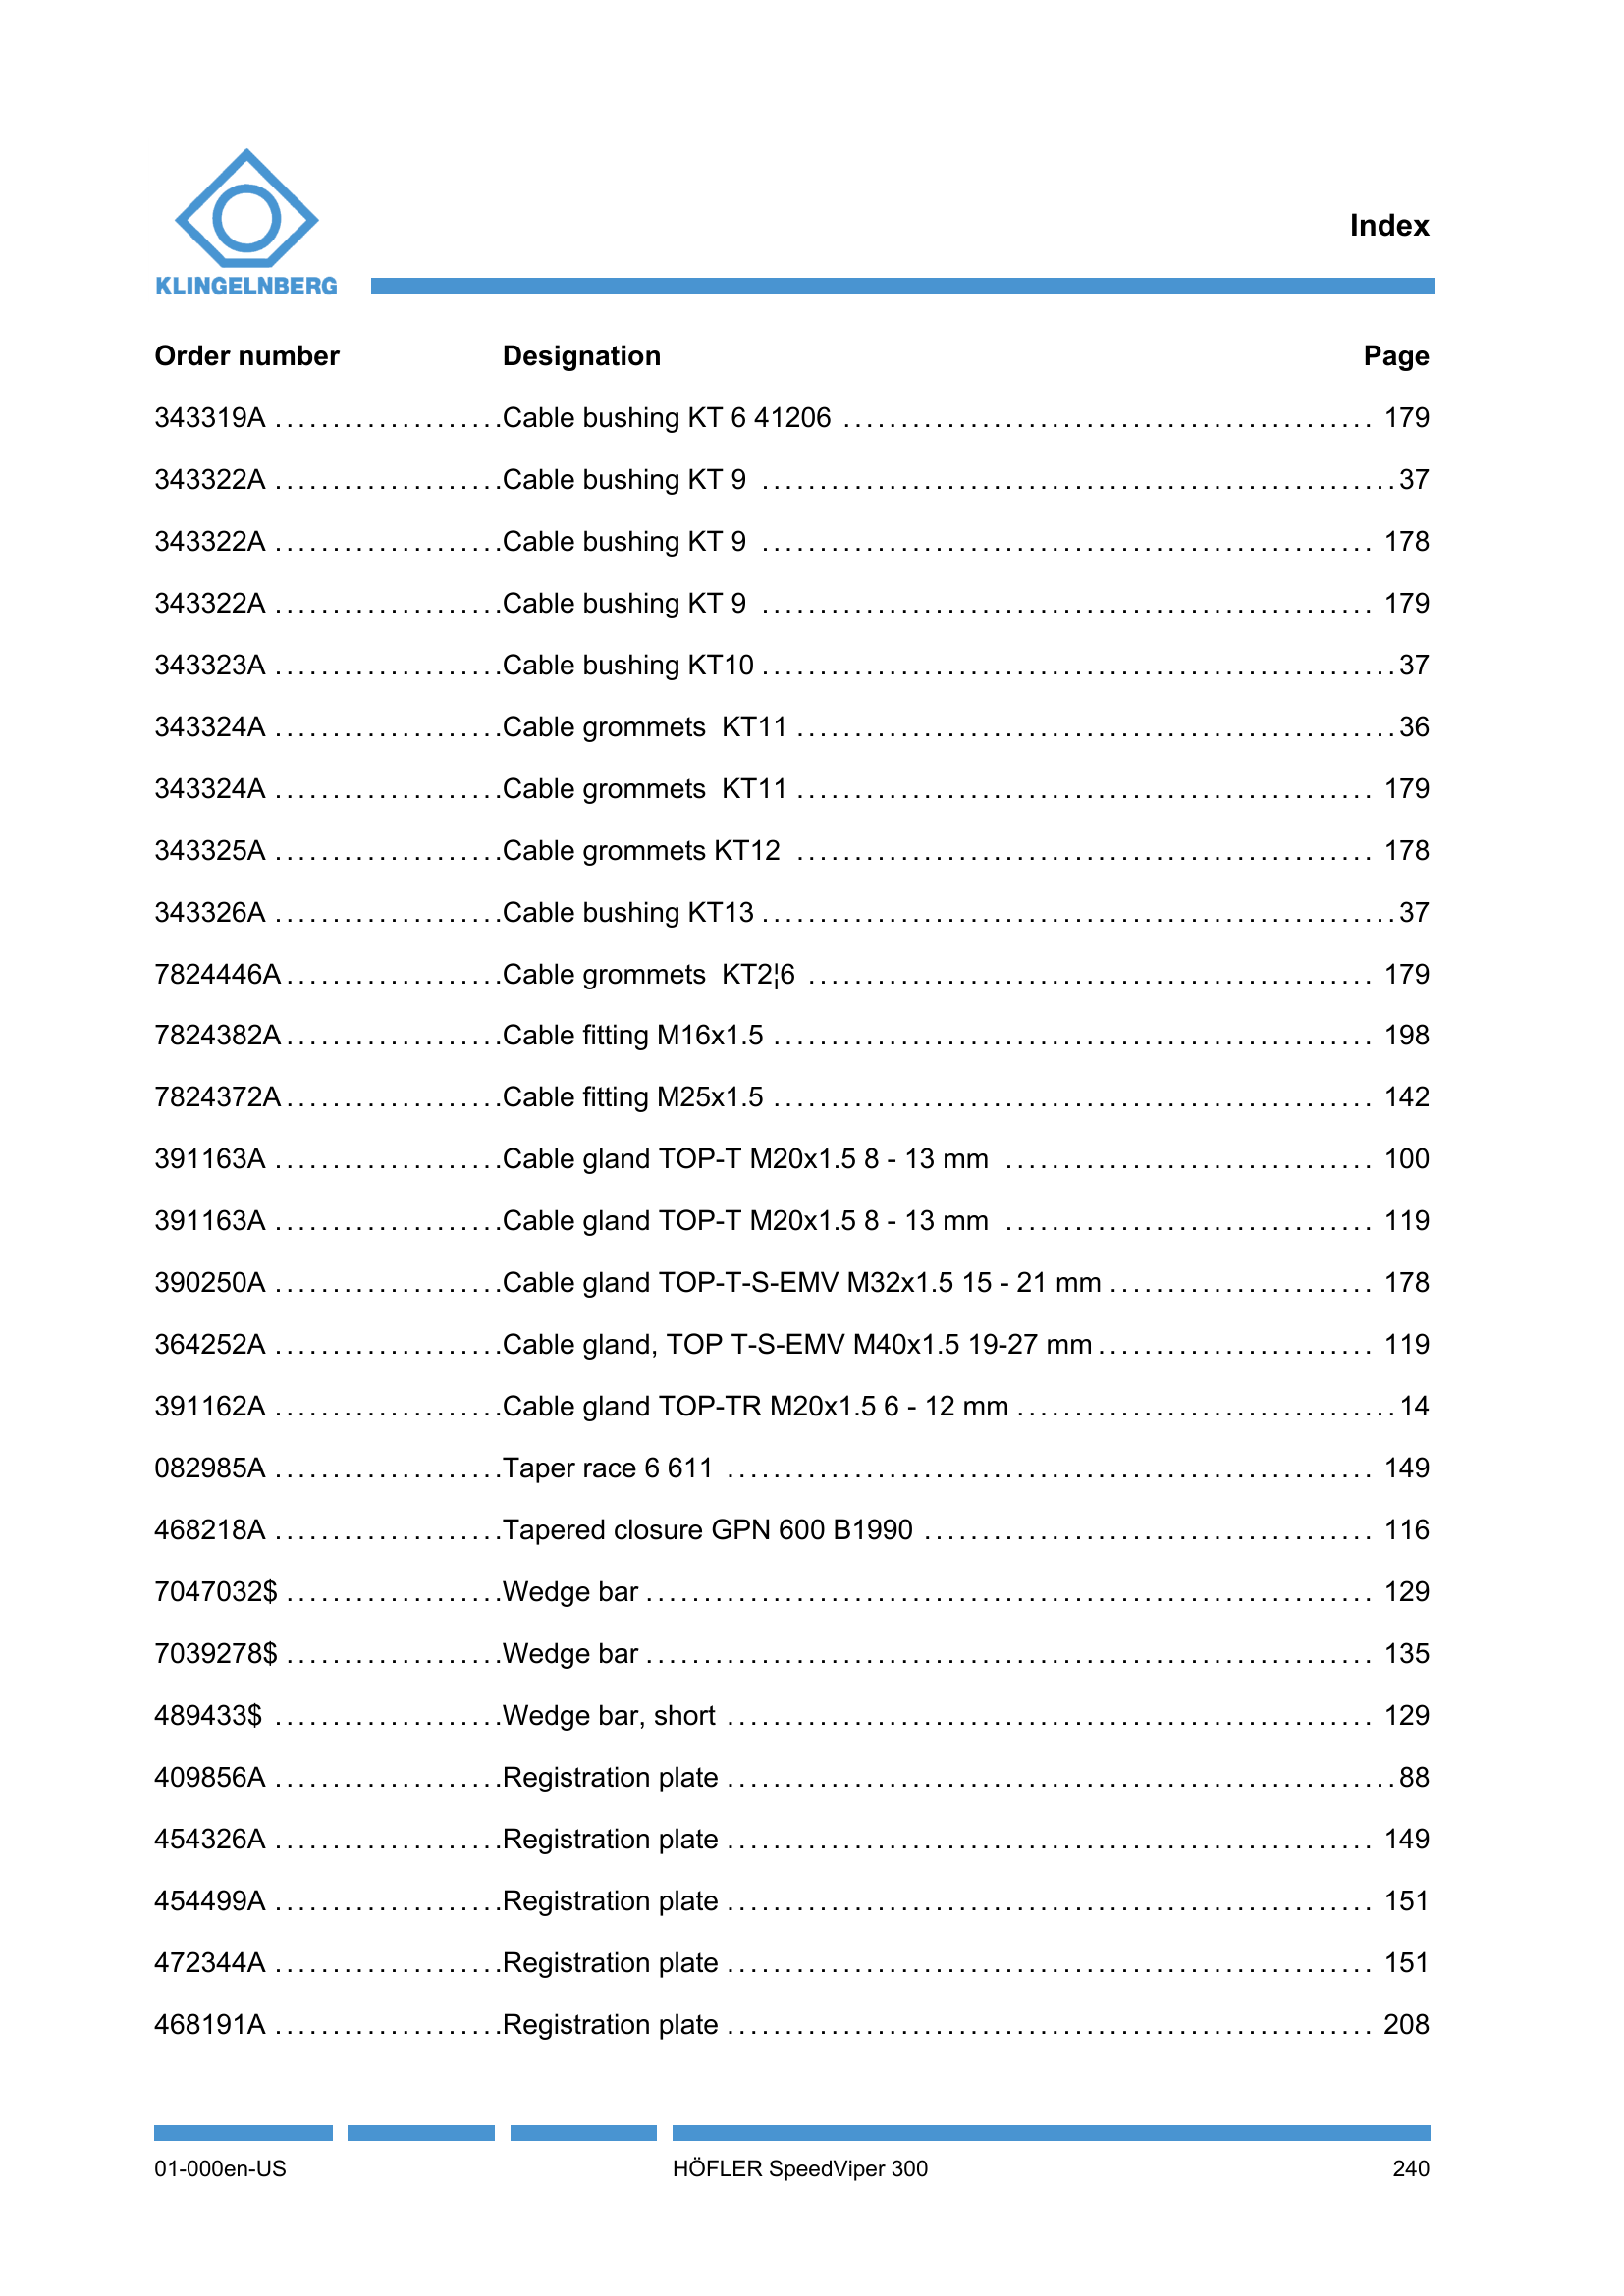 KLINGELNBERG
Index
Order number Designation Page
343319A ....................Cable bushing KT 6 41206 .............................................. 179
343322A ....................Cable bushing KT 9 .......................................................37
343322A ....................Cable bushing KT 9 ..................................................... 178
343322A ....................Cable bushing KT 9 ..................................................... 179
343323A ....................Cable bushing KT10 .......................................................37
343324A ....................Cable grommets  KT11 ....................................................36
343324A ....................Cable grommets  KT11 .................................................. 179
343325A ....................Cable grommets KT12 .................................................. 178
343326A ....................Cable bushing KT13 .......................................................37
7824446A...................Cable grommets  KT2¦6 ................................................. 179
7824382A...................Cable fitting M16x1.5 .................................................... 198
7824372A...................Cable fitting M25x1.5 .................................................... 142
391163A ....................Cable gland TOP-T M20x1.5 8 - 13 mm ................................ 100
391163A ....................Cable gland TOP-T M20x1.5 8 - 13 mm ................................ 119
390250A ....................Cable gland TOP-T-S-EMV M32x1.5 15 - 21 mm ....................... 178
364252A ....................Cable gland, TOP T-S-EMV M40x1.5 19-27 mm........................ 119
391162A ....................Cable gland TOP-TR M20x1.5 6 - 12 mm .................................14
082985A ....................Taper race 6 611 ........................................................ 149
468218A ....................Tapered closure GPN 600 B1990 ....................................... 116
7047032$ ...................Wedge bar ............................................................... 129
7039278$ ...................Wedge bar ............................................................... 135
489433$ ....................Wedge bar, short ........................................................ 129
409856A ....................Registration plate ..........................................................88
454326A ....................Registration plate ........................................................ 149
454499A ....................Registration plate ........................................................ 151
472344A ....................Registration plate ........................................................ 151
468191A ....................Registration plate ........................................................ 208
01-000en-US HÖFLER SpeedViper 300 240